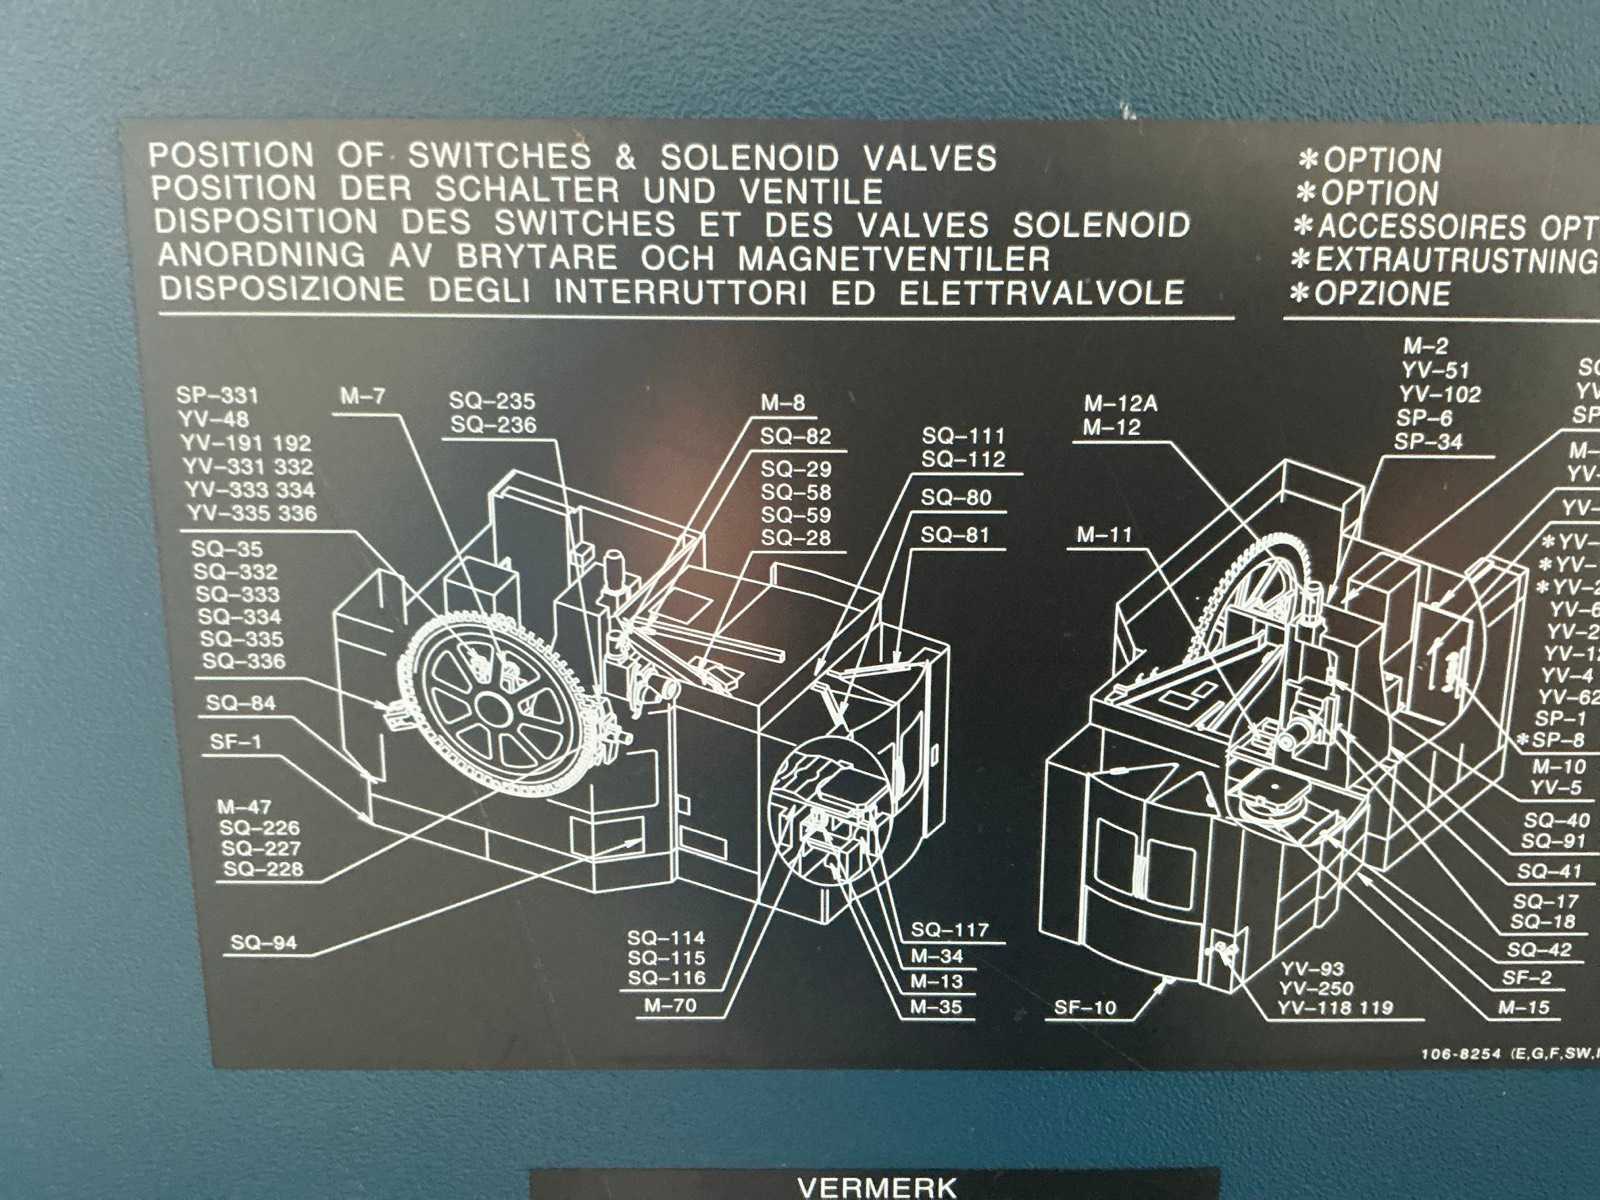 POSITION OF SWITCHES & SOLENOID VALVES
POSITION DER SCHALTER UND VENTILE
DISPOSITION DES SWITCHES ET DES VALVES SOLENOID
ANORDNING AV BRYTARE OCH MAGNETVENTILER
DISPOSIZIONE DEGLI INTERRUTTORI ED ELETTRVALVOLE
*OPTION
*OPTION
*ACCESSOIRES
*EXTRAUTRUSTNING
*OPZIONE
SP-331
YV-48
YV-191 192
YV-331 332
YV-333 334
YV-335 336
SQ-35
SQ-332
SQ-333
SQ-334
SQ-335
SQ-336
SQ-84
SF-1
M-47
SQ-226
SQ-227
SQ-228
SQ-94
M-7
SQ-235
SQ-236
M-8
SQ-82
SQ-29
SQ-58
SQ-59
SQ-28
SQ-111
SQ-112
SQ-80
SQ-81
SQ-114
SQ-115
SQ-116
M-70
SQ-117
M-34
M-13
M-35
M-12A
M-12
M-11
M-2
YV-51
YV-102
SP-6
SP-34
YV-4
SP-1
*SP-8
M-10
YV-5
SQ-40
SQ-91
SQ-41
SQ-17
SQ-18
SQ-42
SF-2
M-15
SF-10
YV-93
YV-250
YV-118 119
106-8254 (E,G,F,SW,
VERMERK